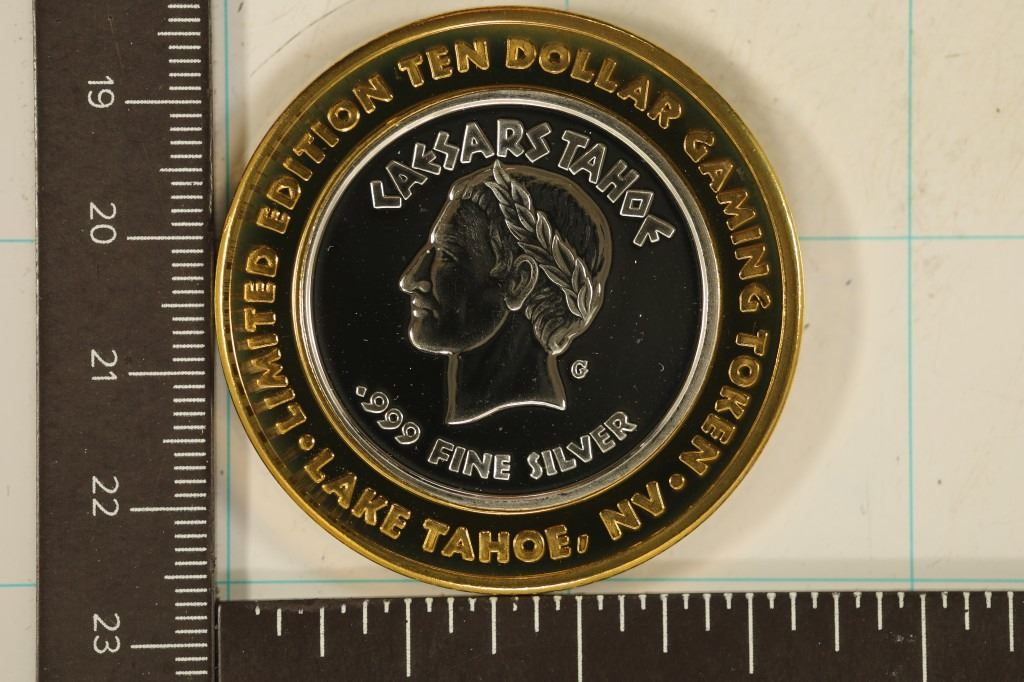 LIMITED EDITION TEN DOLLAR GAMING TOKEN
• LAKE TAHOE, NV •
CAESARS TAHOE
G
.999 FINE SILVER
19
20
21
22
23